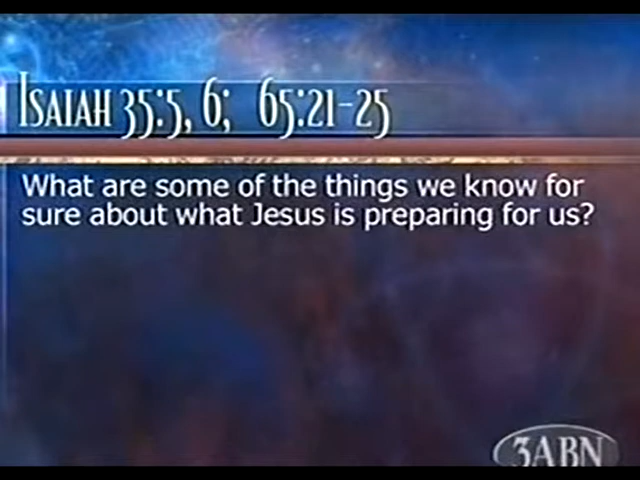 Isaiah 35:5, 6; 65:21-25
What are some of the things we know for
sure about what Jesus is preparing for us?
3ABN